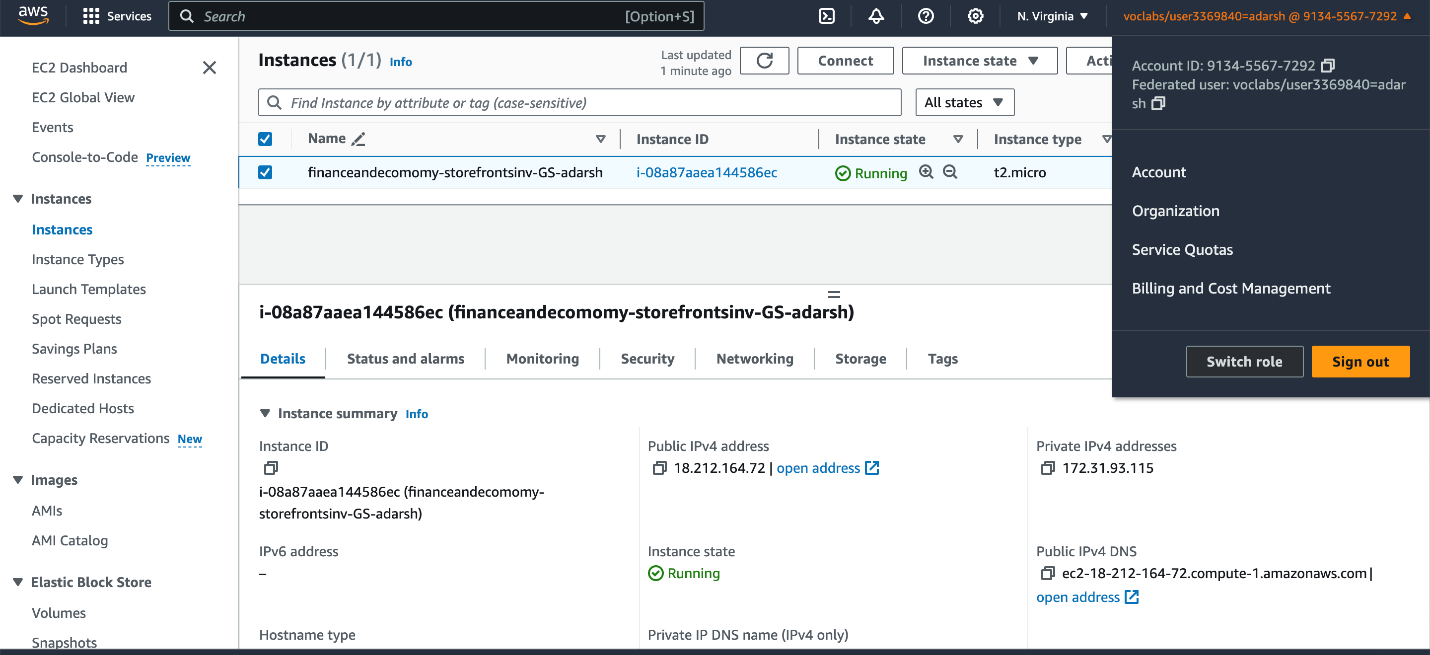 aws
Services
Search
[Option+S]
N. Virginia
voclabs/user3369840=adarsh @ 9134-5567-7292
Account ID: 9134-5567-7292
Federated user: voclabs/user3369840=adar
sh
Account
Organization
Service Quotas
Billing and Cost Management
Switch role
Sign out
EC2 Dashboard
EC2 Global View
Events
Console-to-Code Preview
Instances
Instances
Instance Types
Launch Templates
Spot Requests
Savings Plans
Reserved Instances
Dedicated Hosts
Capacity Reservations New
Images
AMIs
AMI Catalog
Elastic Block Store
Volumes
Snapshots
Instances (1/1) Info
Last updated
1 minute ago
Connect
Instance state
Acti
Find Instance by attribute or tag (case-sensitive)
All states
Name
Instance ID
Instance state
Instance type
financeandecomomy-storefrontsinv-GS-adarsh
i-08a87aaea144586ec
Running
t2.micro
i-08a87aaea144586ec (financeandecomomy-storefrontsinv-GS-adarsh)
Details
Status and alarms
Monitoring
Security
Networking
Storage
Tags
Instance summary Info
Instance ID
i-08a87aaea144586ec (financeandecomomy-
storefrontsinv-GS-adarsh)
Public IPv4 address
18.212.164.72 | open address
Private IPv4 addresses
172.31.93.115
IPv6 address
–
Instance state
Running
Public IPv4 DNS
ec2-18-212-164-72.compute-1.amazonaws.com |
open address
Hostname type
Private IP DNS name (IPv4 only)